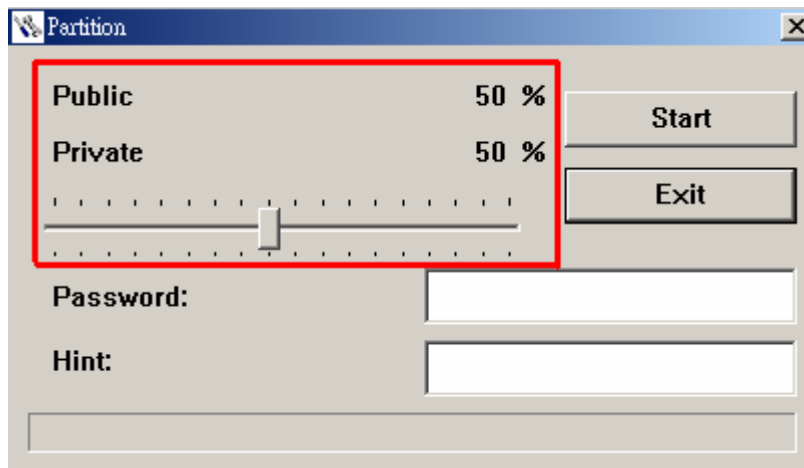 Partition
Public 50 %
Private 50 %
Start
Exit
Password:
Hint: